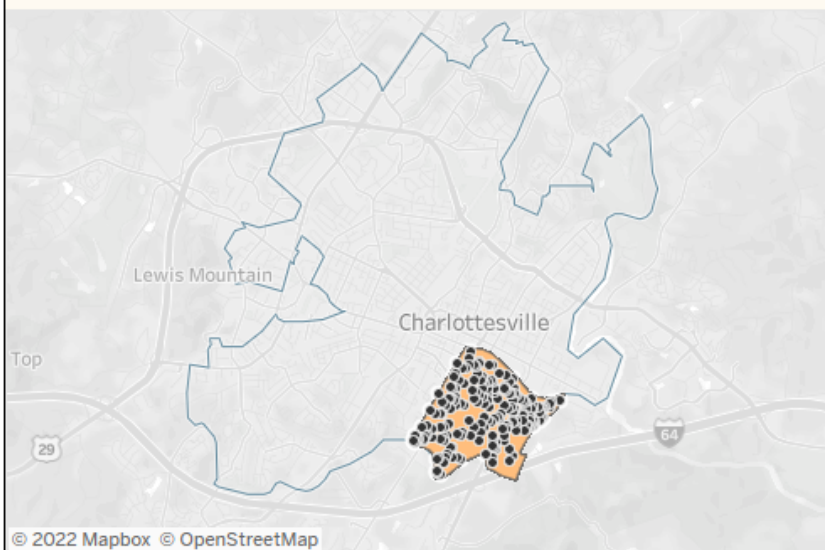 Lewis Mountain
Charlottesville
Top
29
64
© 2022 Mapbox © OpenStreetMap